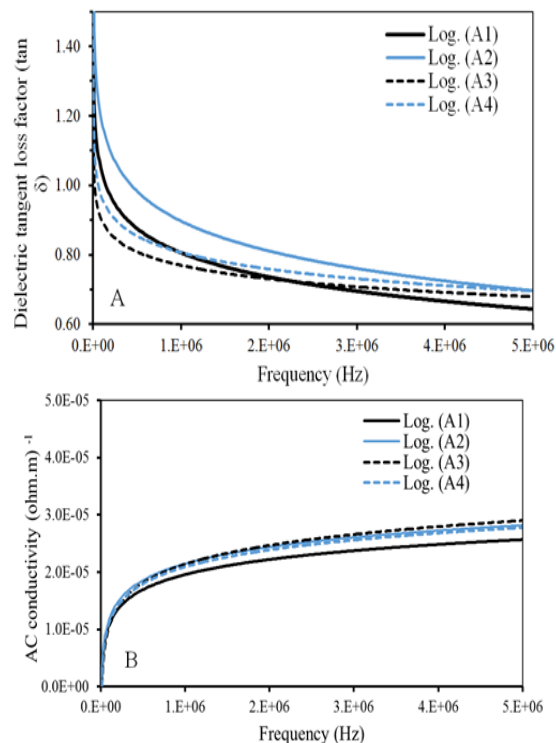 Dielectric tangent loss factor (tan
δ)
1.40
1.20
1.00
0.80
0.60
Log. (A1)
Log. (A2)
Log. (A3)
Log. (A4)
A
0.E+00 1.E+06 2.E+06 3.E+06 4.E+06 5.E+06
Frequency (Hz)
AC conductivity (ohm.m) ⁻¹
5.0E-05
4.0E-05
3.0E-05
2.0E-05
1.0E-05
0.0E+00
Log. (A1)
Log. (A2)
Log. (A3)
Log. (A4)
B
0.E+00 1.E+06 2.E+06 3.E+06 4.E+06 5.E+06
Frequency (Hz)